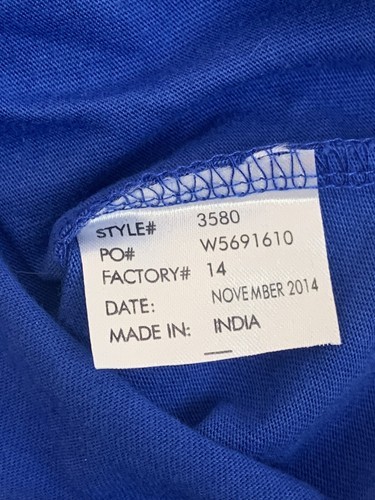 STYLE# 3580
PO# W5691610
FACTORY# 14
DATE: NOVEMBER 2014
MADE IN: INDIA